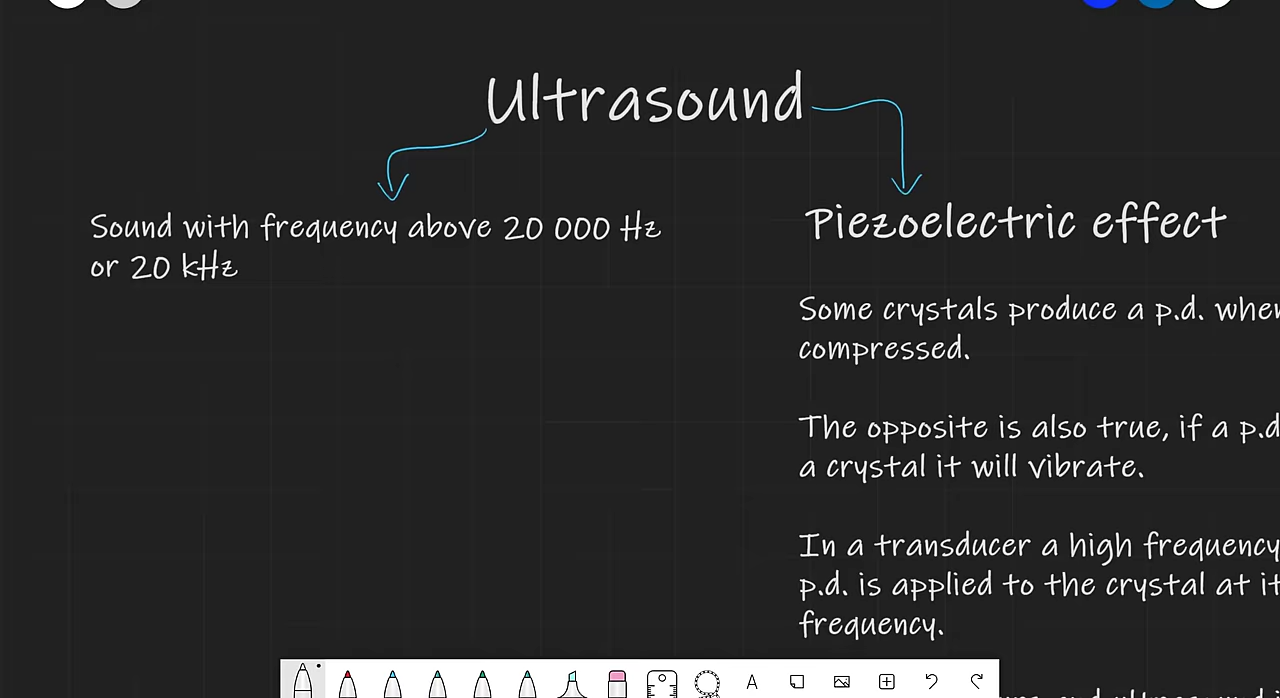 Ultrasound
Sound with frequency above 20 000 Hz
or 20 kHz
Piezoelectric effect
Some crystals produce a p.d.
compressed.
The opposite is also true, if a
a crystal it will vibrate.
In a transducer a high frequency
p.d. is applied to the crystal at
frequency.
A